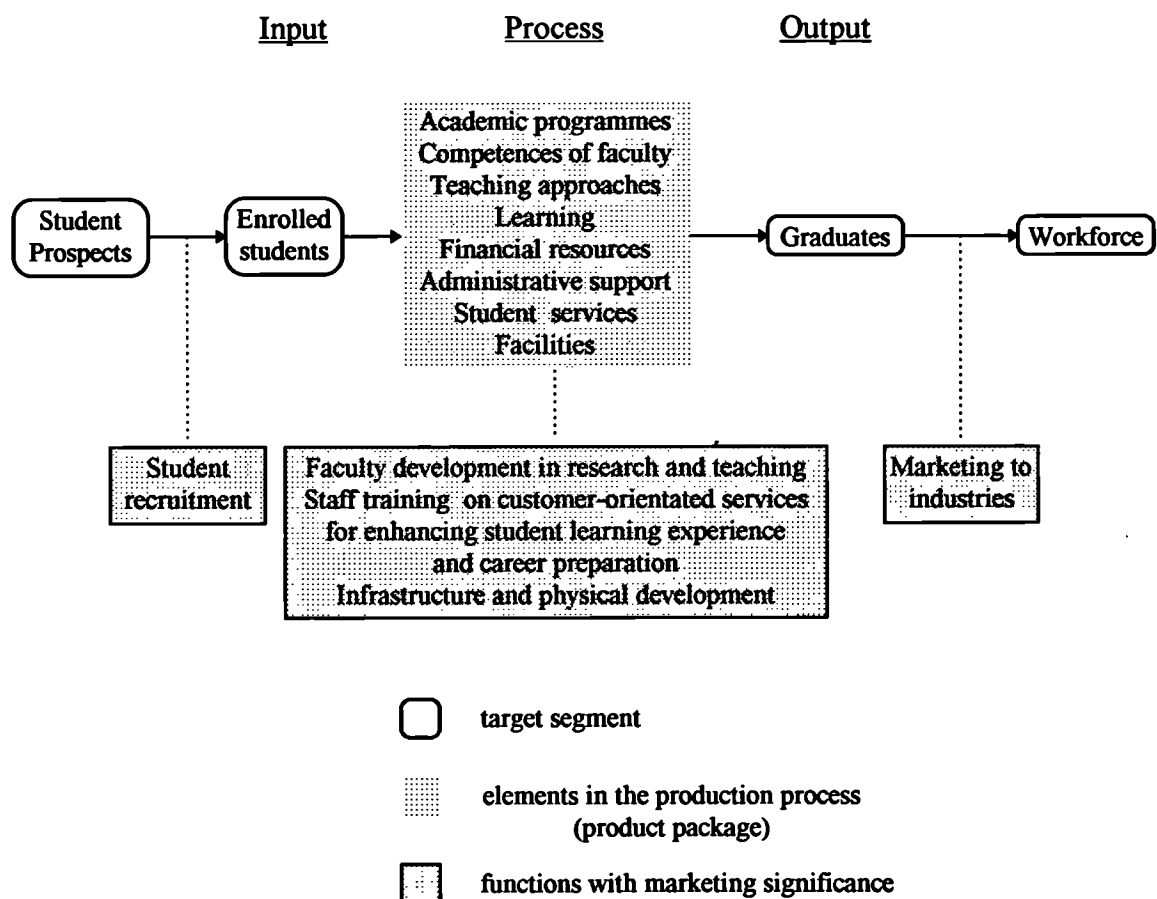 Input Process Output
Academic programmes
Competences of faculty
Teaching approaches
Learning
Financial resources
Administrative support
Student services
Facilities
Student
Prospects
Enrolled
students
Graduates
Workforce
Student
recruitment
Faculty development in research and teaching
Staff training on customer-orientated services
for enhancing student learning experience
and career preparation
Infrastructure and physical development
Marketing to
industries
target segment
elements in the production process
(product package)
functions with marketing significance